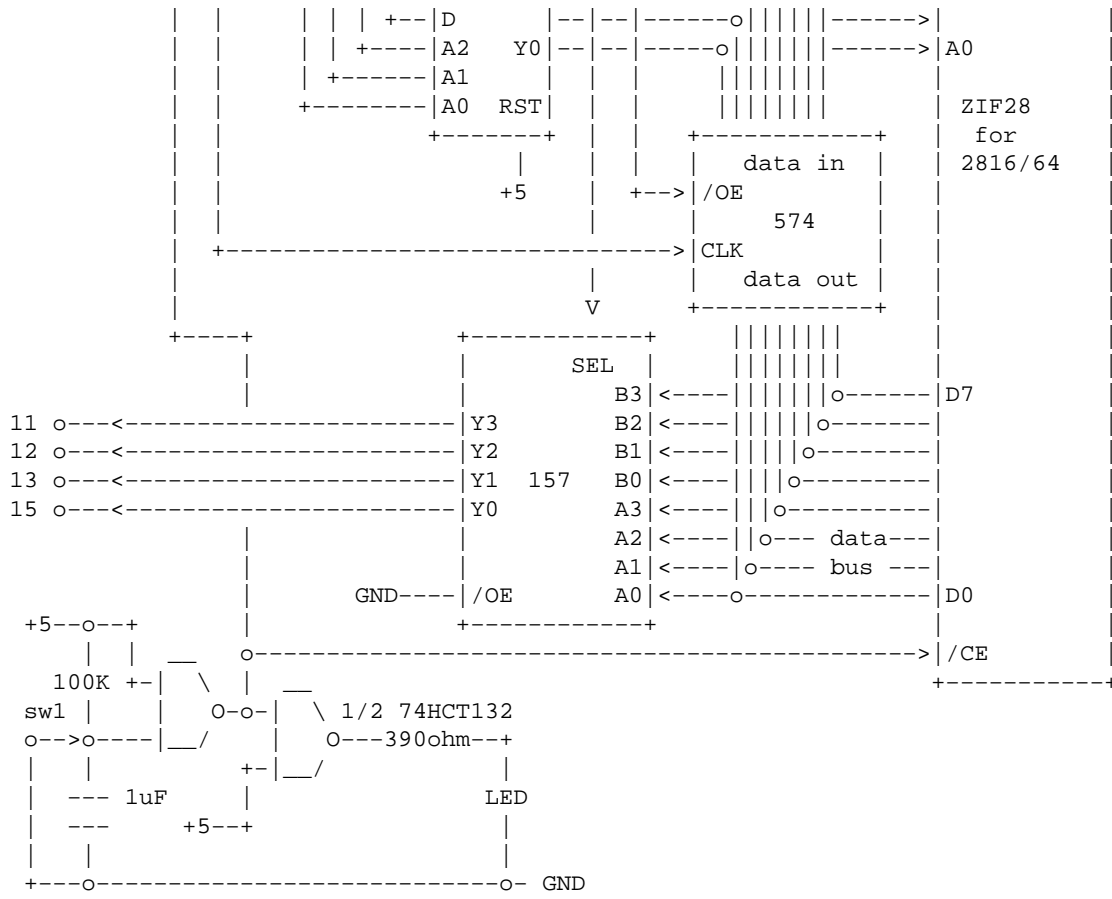 D
A2 Y0 A0
A1
A0 RST ZIF28
for
data in 2816/64
+5 /OE
574
CLK
data out
V
SEL
B3 D7
11 Y3 B2
12 Y2 B1
13 Y1 157 B0
15 Y0 A3
A2 data
A1 bus
GND /OE A0 D0
+5
/CE
100K
sw1 1/2 74HCT132
390ohm
1uF LED
+5
GND